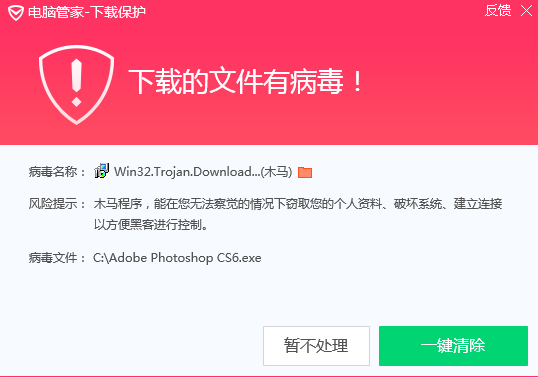 电脑管家-下载保护
反馈
下载的文件有病毒！
病毒名称： Win32.Trojan.Download...(木马)
风险提示： 木马程序，能在您无法察觉的情况下窃取您的个人资料、破坏系统、建立连接
以方便黑客进行控制。
病毒文件： C:\Adobe Photoshop CS6.exe
暂不处理
一键清除